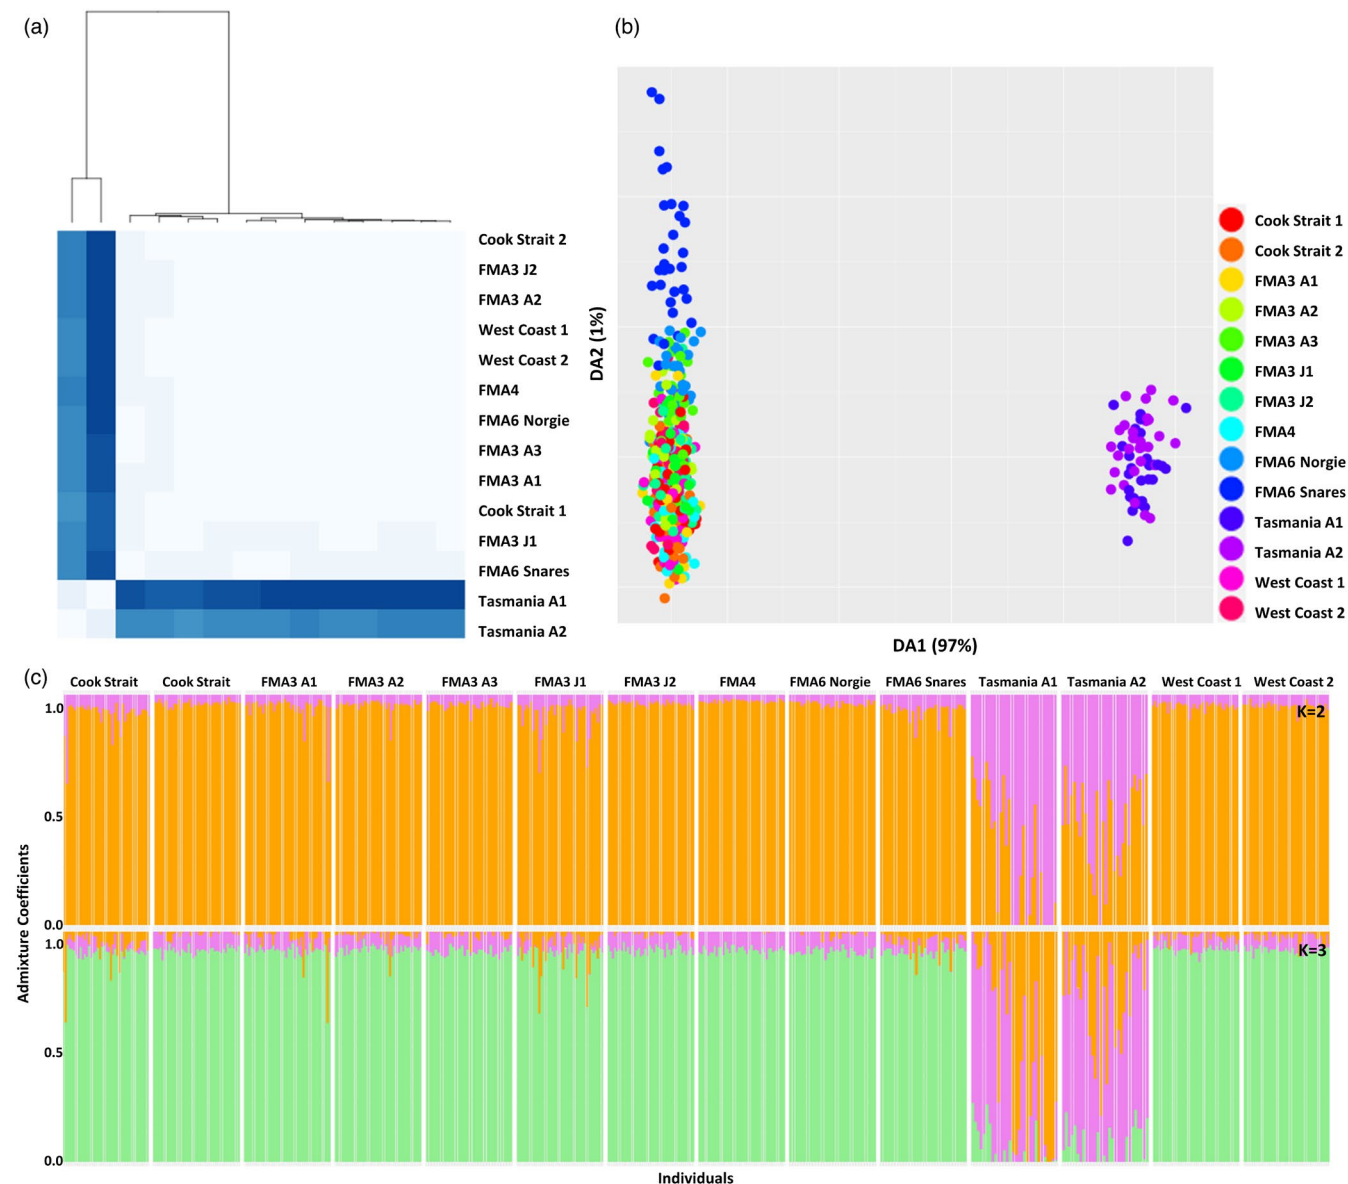 (a)
Cook Strait 2
FMA3 J2
FMA3 A2
West Coast 1
West Coast 2
FMA4
FMA6 Norgie
FMA3 A3
FMA3 A1
Cook Strait 1
FMA3 J1
FMA6 Snares
Tasmania A1
Tasmania A2
(b)
DA2 (1%)
DA1 (97%)
Cook Strait 1
Cook Strait 2
FMA3 A1
FMA3 A2
FMA3 A3
FMA3 J1
FMA3 J2
FMA4
FMA6 Norgie
FMA6 Snares
Tasmania A1
Tasmania A2
West Coast 1
West Coast 2
(c)
Cook Strait Cook Strait FMA3 A1 FMA3 A2 FMA3 A3 FMA3 J1 FMA3 J2 FMA4 FMA6 Norgie FMA6 Snares Tasmania A1 Tasmania A2 West Coast 1 West Coast 2
1.0
K=2
0.5
0.0
1.0
K=3
0.5
0.0
Admixture Coefficients
Individuals